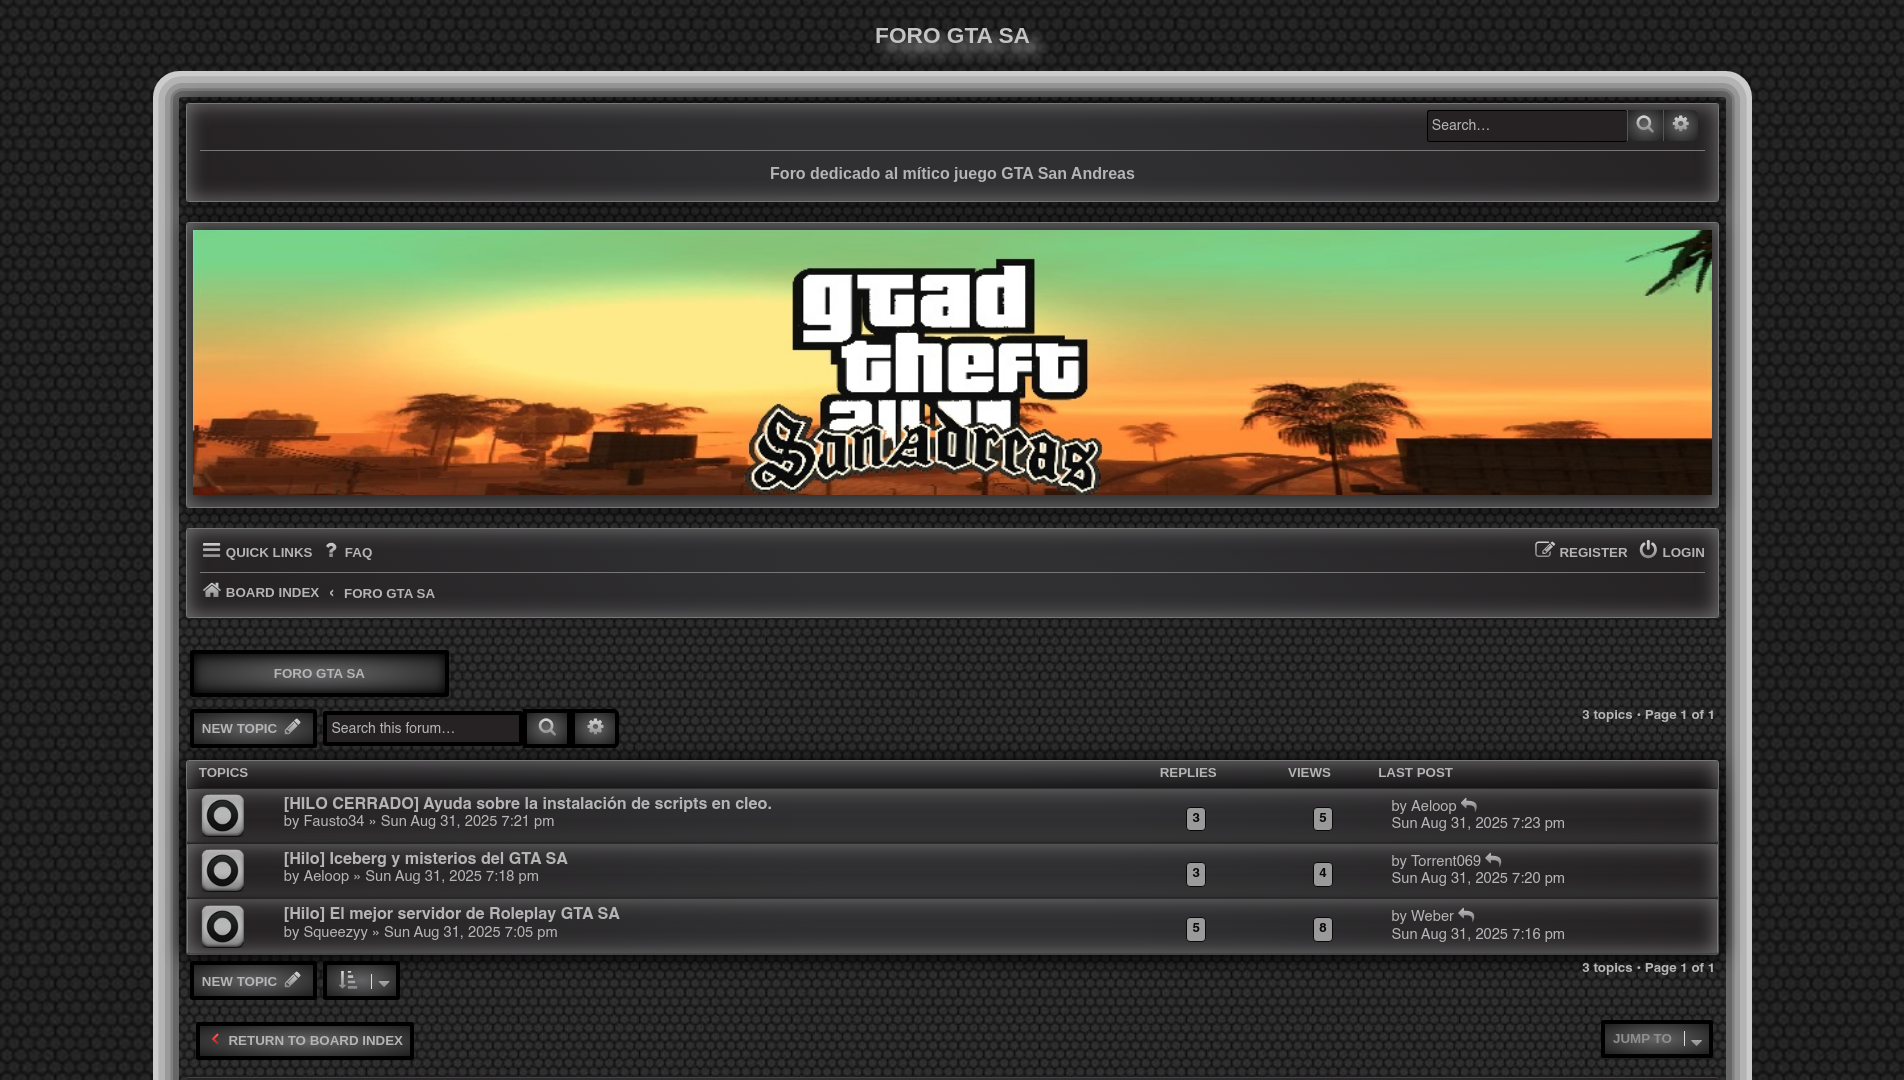 FORO GTA SA
Search…
Foro dedicado al mítico juego GTA San Andreas
gtad
theft
San adreas
QUICK LINKS ? FAQ REGISTER LOGIN
BOARD INDEX ‹ FORO GTA SA
FORO GTA SA
NEW TOPIC Search this forum… 3 topics • Page 1 of 1
TOPICS REPLIES VIEWS LAST POST
[HILO CERRADO] Ayuda sobre la instalación de scripts en cleo. 3 5 by Aeloop
by Fausto34 » Sun Aug 31, 2025 7:21 pm Sun Aug 31, 2025 7:23 pm
[Hilo] Iceberg y misterios del GTA SA 3 4 by Torrent069
by Aeloop » Sun Aug 31, 2025 7:18 pm Sun Aug 31, 2025 7:20 pm
[Hilo] El mejor servidor de Roleplay GTA SA 5 8 by Weber
by Squeezyy » Sun Aug 31, 2025 7:05 pm Sun Aug 31, 2025 7:16 pm
NEW TOPIC 3 topics • Page 1 of 1
RETURN TO BOARD INDEX JUMP TO